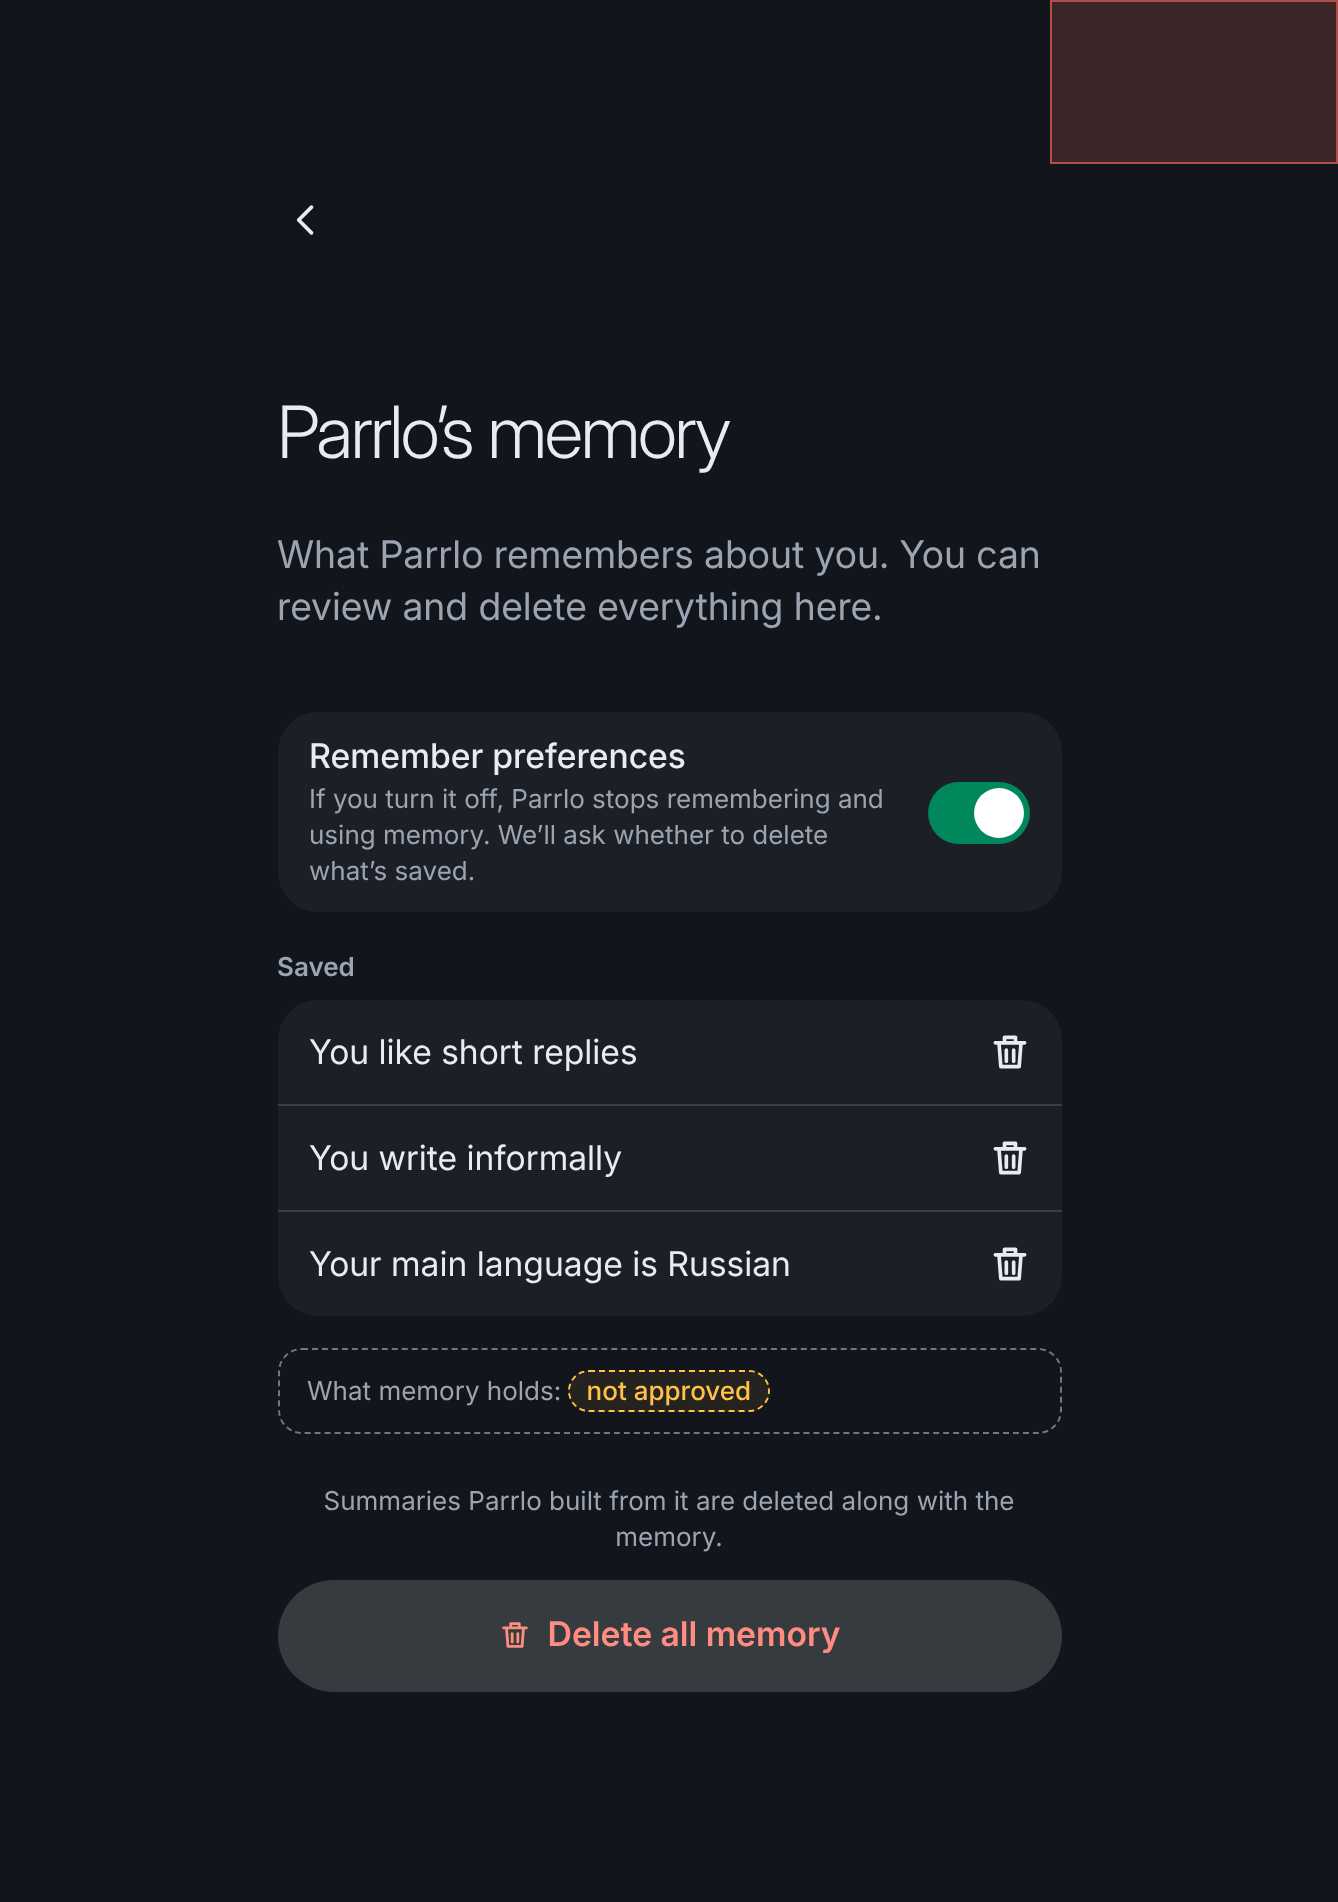 Parrlo’s memory
What Parrlo remembers about you. You can
review and delete everything here.
Remember preferences
If you turn it off, Parrlo stops remembering and
using memory. We’ll ask whether to delete
what’s saved.
Saved
You like short replies
You write informally
Your main language is Russian
What memory holds: not approved
Summaries Parrlo built from it are deleted along with the
memory.
Delete all memory